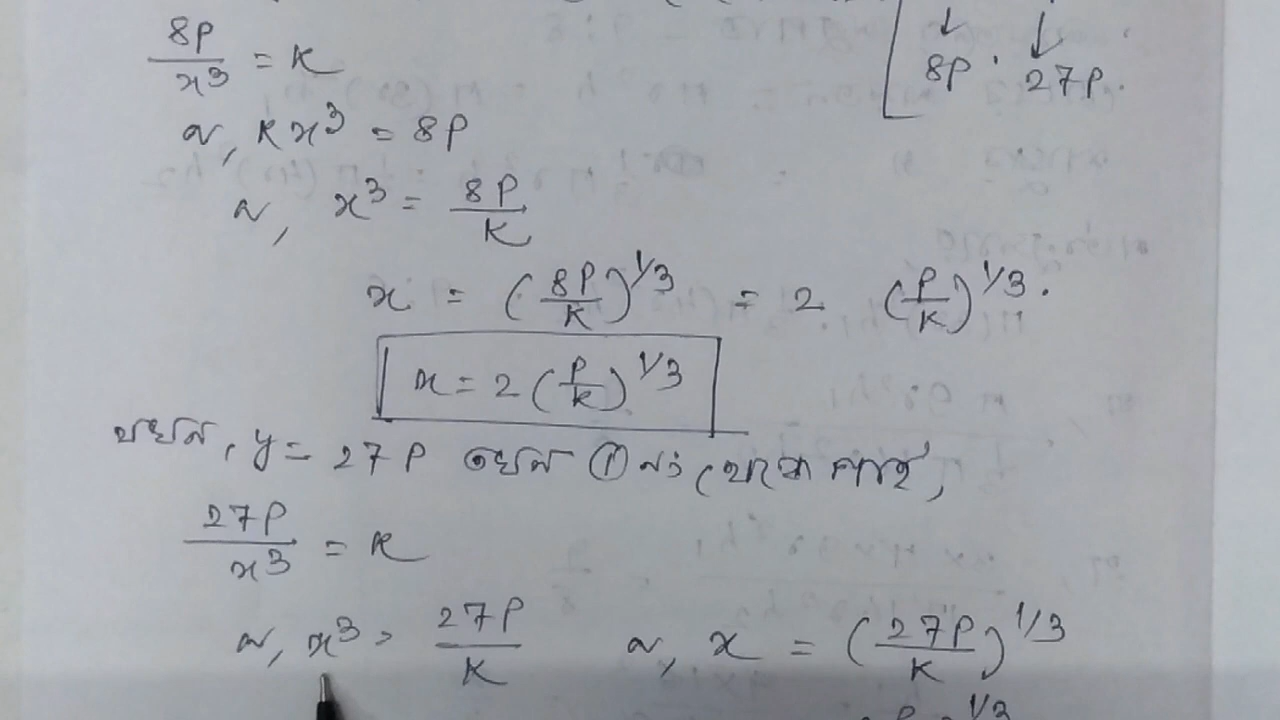 8P/x³ = K
8P . 27P.
বা, Kx³ = 8P
বা, x³ = 8P/K
x = (8P/K)^1/3 = 2 (P/K)^1/3.
x = 2 (P/K)^1/3
যখন, y = 27P তখন ① নং থেকে পাই,
27P/x³ = K
বা, x³ = 27P/K বা, x = (27P/K)^1/3